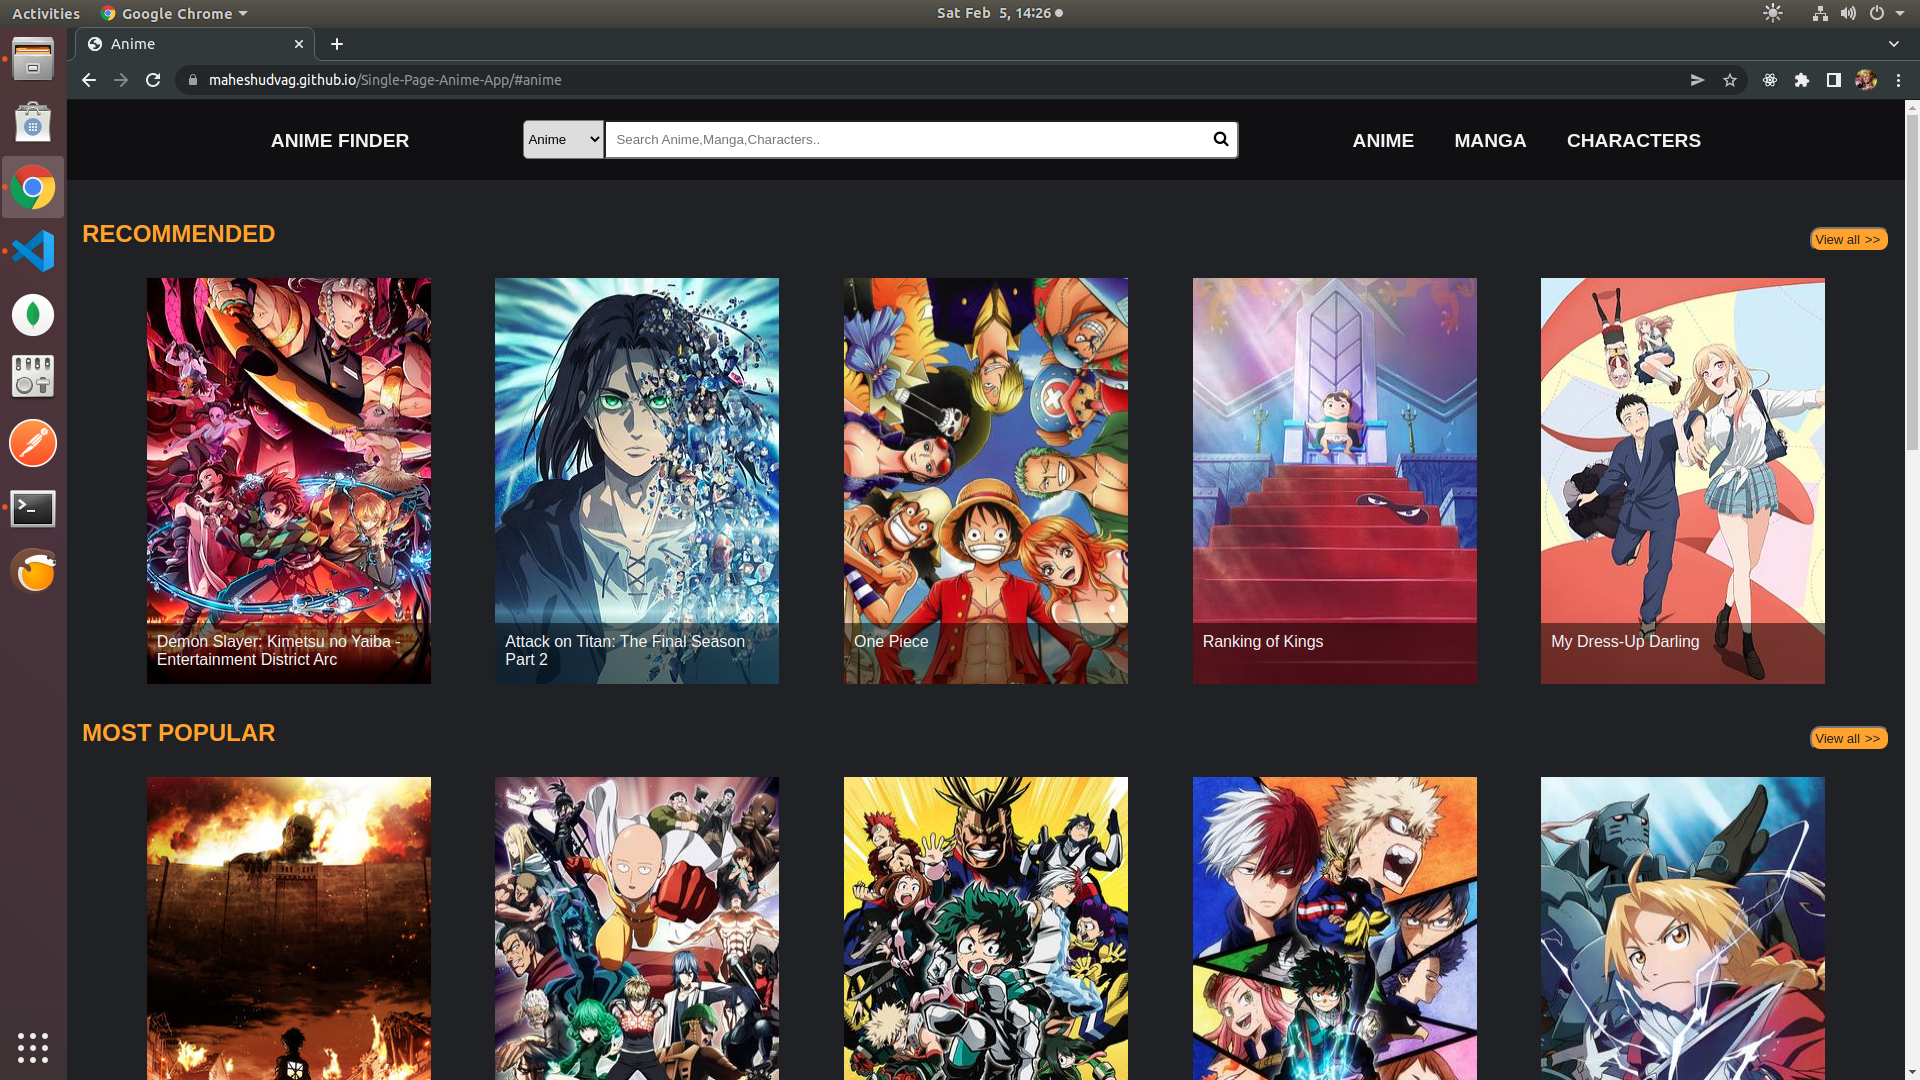 Activities
Google Chrome
Sat Feb 5, 14:26
Anime
maheshudvag.github.io/Single-Page-Anime-App/#anime
ANIME FINDER
Anime
Search Anime,Manga,Characters..
ANIME
MANGA
CHARACTERS
RECOMMENDED
View all >>
Demon Slayer: Kimetsu no Yaiba -
Entertainment District Arc
Attack on Titan: The Final Season
Part 2
One Piece
Ranking of Kings
My Dress-Up Darling
MOST POPULAR
View all >>